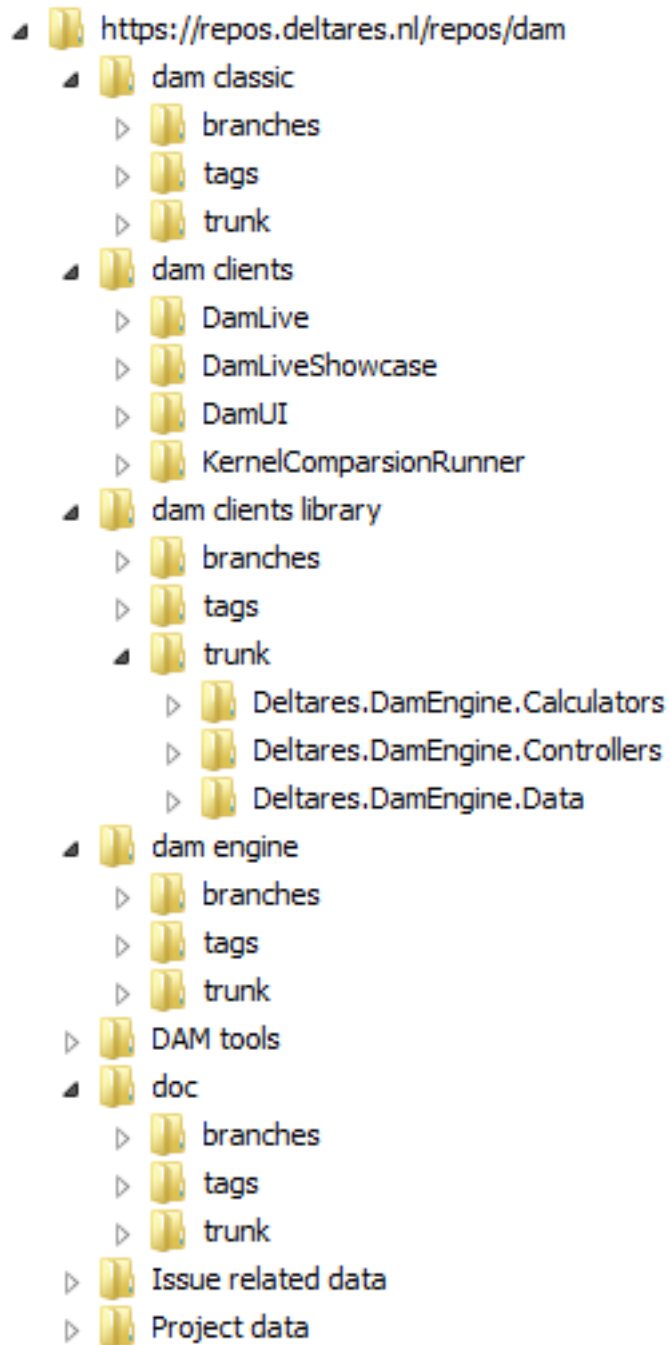 https://repos.deltares.nl/repos/dam
dam classic
branches
tags
trunk
dam clients
DamLive
DamLiveShowcase
DamUI
KernelComparsionRunner
dam clients library
branches
tags
trunk
Deltares.DamEngine.Calculators
Deltares.DamEngine.Controllers
Deltares.DamEngine.Data
dam engine
branches
tags
trunk
DAM tools
doc
branches
tags
trunk
Issue related data
Project data